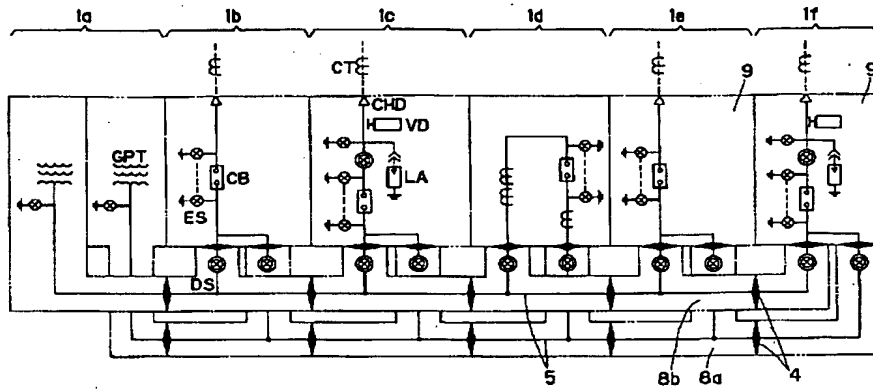 1a 1b 1c 1d 1e 1f
CT
9 9
CHD
VD
GPT
CB
LA
ES
DS
5 8b 8a 4